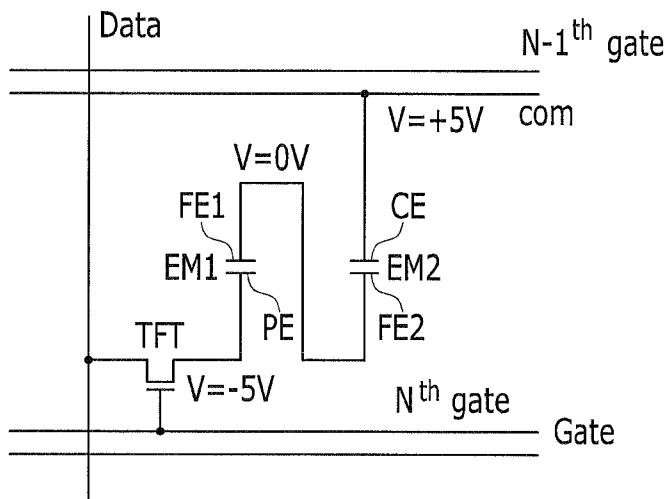 Data
N-1th gate
V=+5V
com
V=0V
FE1
CE
EM1
EM2
PE
FE2
TFT
V=-5V
Nth gate
Gate